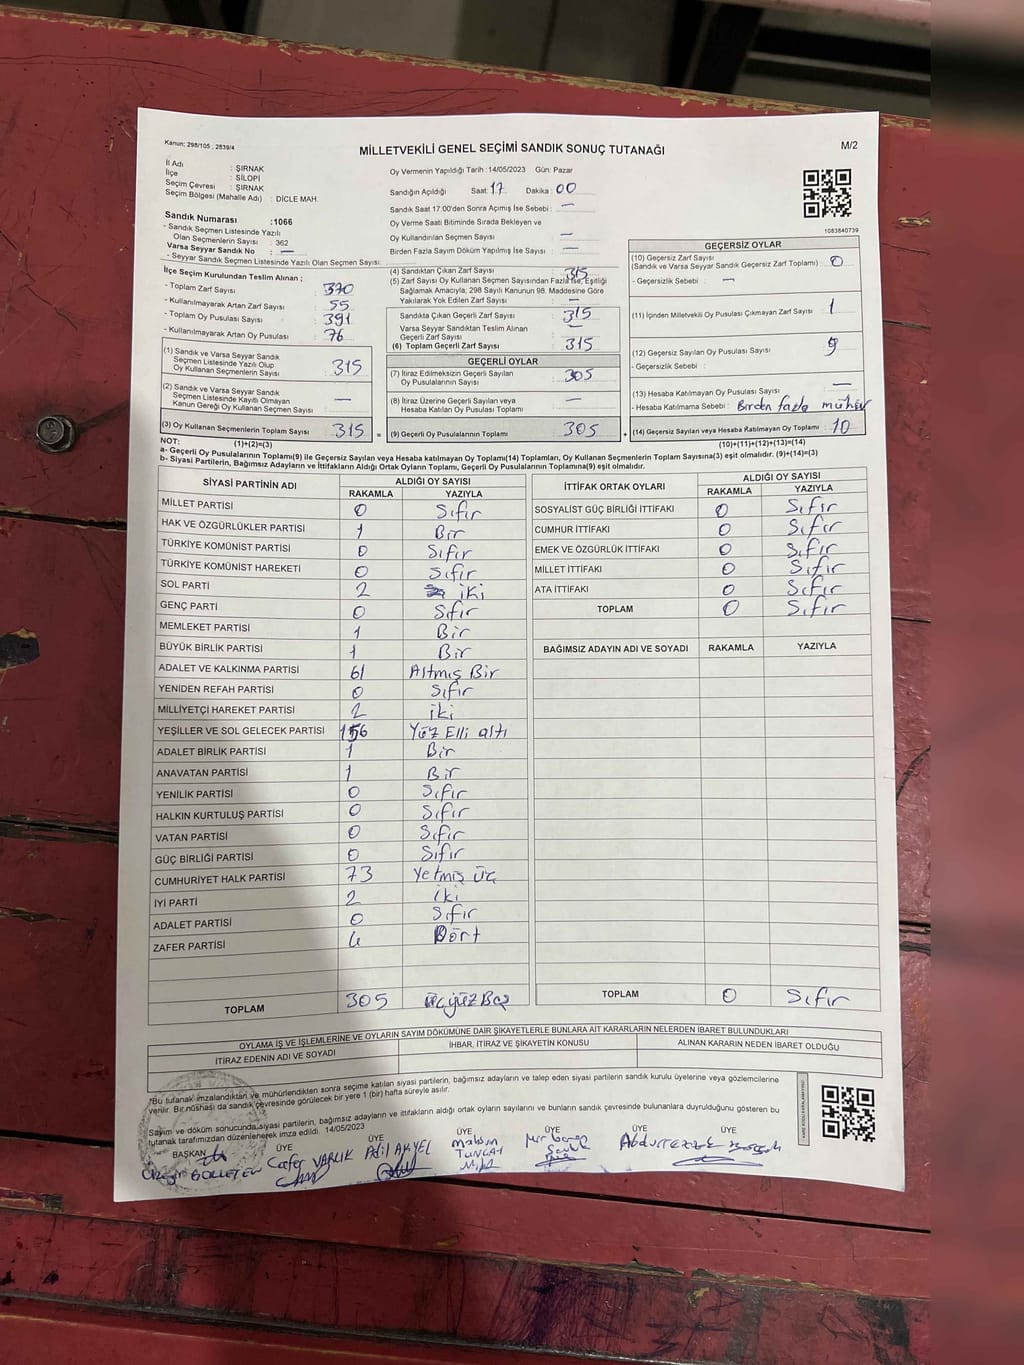 Kanun; 298/105 , 2839/4
MİLLETVEKİLİ GENEL SEÇİMİ SANDIK SONUÇ TUTANAĞI
M/2
İl Adı : ŞIRNAK
İlçe : SİLOPİ
Seçim Çevresi : ŞIRNAK
Seçim Bölgesi (Mahalle Adı) : DİCLE MAH.
Sandık Numarası :1066
- Sandık Seçmen Listesinde Yazılı
Olan Seçmenlerin Sayısı : 362
Varsa Seyyar Sandık No : —
- Seyyar Sandık Seçmen Listesinde Yazılı Olan Seçmen Sayısı:
Oy Vermenin Yapıldığı Tarih :14/05/2023 Gün: Pazar
Sandığın Açıldığı Saat: 17 Dakika : 00
Sandık Saat 17:00'den Sonra Açımış İse Sebebi : —
Oy Verme Saati Bitiminde Sırada Bekleyen ve
Oy Kullandırılan Seçmen Sayısı —
Birden Fazla Sayım Dökümü Yapılmış İse Sayısı : —
1083840739
İlçe Seçim Kurulundan Teslim Alınan ;
- Toplam Zarf Sayısı : 370
- Kullanılmayarak Artan Zarf Sayısı : 55
- Toplam Oy Pusulası Sayısı : 391
- Kullanılmayarak Artan Oy Pusulası : 76
(1) Sandık ve Varsa Seyyar Sandık
Seçmen Listesinde Yazılı Olup
Oy Kullanan Seçmenlerin Sayısı : 315
(2) Sandık ve Varsa Seyyar Sandık
Seçmen Listesinde Kayıtlı Olmayan
Kanun Gereği Oy Kullanan Seçmen Sayısı : —
(3) Oy Kullanan Seçmenlerin Toplam Sayısı : 315 =
(4) Sandıktan Çıkan Zarf Sayısı : 315
(5) Zarf Sayısı Oy Kullanan Seçmen Sayısından Fazla İse, Eşitliği
Sağlamak Amacıyla, 298 Sayılı Kanunun 98. Maddesine Göre
Yakılarak Yok Edilen Zarf Sayısı : —
Sandıkta Çıkan Geçerli Zarf Sayısı : 315
Varsa Seyyar Sandıktan Teslim Alınan
Geçerli Zarf Sayısı : —
(6) Toplam Geçerli Zarf Sayısı : 315
GEÇERLİ OYLAR
(7) İtiraz Edilmeksizin Geçerli Sayılan
Oy Pusulalarının Sayısı : 305
(8) İtiraz Üzerine Geçerli Sayılan veya
Hesaba Katılan Oy Pusulası Toplamı : —
(9) Geçerli Oy Pusulalarının Toplamı : 305 +
GEÇERSİZ OYLAR
(10) Geçersiz Zarf Sayısı
(Sandık ve Varsa Seyyar Sandık Geçersiz Zarf Toplamı) : 0
- Geçersizlik Sebebi : —
(11) İçinden Milletvekili Oy Pusulası Çıkmayan Zarf Sayısı : 1
(12) Geçersiz Sayılan Oy Pusulası Sayısı : 9
- Geçersizlik Sebebi :
(13) Hesaba Katılmayan Oy Pusulası Sayısı : —
- Hesaba Katılmama Sebebi : Birden fazla mühür
(14) Geçersiz Sayılan veya Hesaba Katılmayan Oy Toplamı : 10
NOT: (1)+(2)=(3) (10)+(11)+(12)+(13)=(14)
a- Geçerli Oy Pusulaları(9) ile Geçersiz Sayılan veya Hesaba katılmayan Oy Toplamı(14) Toplamları, Oy Kullanan Seçmenlerin Toplam Sayısına(3) eşit olmalıdır. (9)+(14)=(3)
b- Siyasi Partilerin, Bağımsız Adayların ve İttifakların Aldığı Ortak Oyların Toplamı, Geçerli Oy Pusulalarının Toplamına(9) eşit olmalıdır.
SİYASİ PARTİNİN ADI ALDIĞI OY SAYISI
RAKAMLA YAZIYLA
MİLLET PARTİSİ 0 Sıfır
HAK VE ÖZGÜRLÜKLER PARTİSİ 1 Bir
TÜRKİYE KOMÜNİST PARTİSİ 0 Sıfır
TÜRKİYE KOMÜNİST HAREKETİ 0 Sıfır
SOL PARTİ 2 iki
GENÇ PARTİ 0 Sıfır
MEMLEKET PARTİSİ 1 Bir
BÜYÜK BİRLİK PARTİSİ 1 Bir
ADALET VE KALKINMA PARTİSİ 61 Altmış Bir
YENİDEN REFAH PARTİSİ 0 Sıfır
MİLLİYETÇİ HAREKET PARTİSİ 2 iki
YEŞİLLER VE SOL GELECEK PARTİSİ 156 Yüz Elli altı
ADALET BİRLİK PARTİSİ 1 Bir
ANAVATAN PARTİSİ 1 Bir
YENİLİK PARTİSİ 0 Sıfır
HALKIN KURTULUŞ PARTİSİ 0 Sıfır
VATAN PARTİSİ 0 Sıfır
GÜÇ BİRLİĞİ PARTİSİ 0 Sıfır
CUMHURİYET HALK PARTİSİ 73 Yetmiş üç
İYİ PARTİ 2 iki
ADALET PARTİSİ 0 Sıfır
ZAFER PARTİSİ 4 Dört
TOPLAM 305 üçyüz Beş
İTTİFAK ORTAK OYLARI ALDIĞI OY SAYISI
RAKAMLA YAZIYLA
SOSYALİST GÜÇ BİRLİĞİ İTTİFAKI 0 Sıfır
CUMHUR İTTİFAKI 0 Sıfır
EMEK VE ÖZGÜRLÜK İTTİFAKI 0 Sıfır
MİLLET İTTİFAKI 0 Sıfır
ATA İTTİFAKI 0 Sıfır
TOPLAM 0 Sıfır
BAĞIMSIZ ADAYIN ADI VE SOYADI RAKAMLA YAZIYLA
TOPLAM 0 Sıfır
OYLAMA İŞ VE İŞLEMLERİNE VE OYLARIN SAYIM DÖKÜMÜNE DAİR ŞİKAYETLERLE BUNLARA AİT KARARLARIN NELERDEN İBARET BULUNDUKLARI
İTİRAZ EDENİN ADI VE SOYADI İHBAR, İTİRAZ VE ŞİKAYETİN KONUSU ALINAN KARARIN NEDEN İBARET OLDUĞU
*Bu tutanak imzalandıktan ve mühürlendikten sonra seçime katılan siyasi partilerin, bağımsız adayların ve talep eden siyasi partilerin sandık kurulu üyelerine veya gözlemcilerine
verilir. Bir nüshası da sandık çevresinde görülecek bir yere 1 (bir) hafta süreyle asılır.
Sayım ve döküm sonucunda,siyasi partilerin, bağımsız adayların ve ittifakların aldığı ortak oyların sayılarını ve bunların sandık çevresinde bulunanlara duyrulduğunu gösteren bu
tutanak tarafımızdan düzenlenerek imza edildi. 14/05/2023
BAŞKAN ÜYE ÜYE ÜYE ÜYE ÜYE
Cafer VARLIK Adil AKYEL
TUNCAY